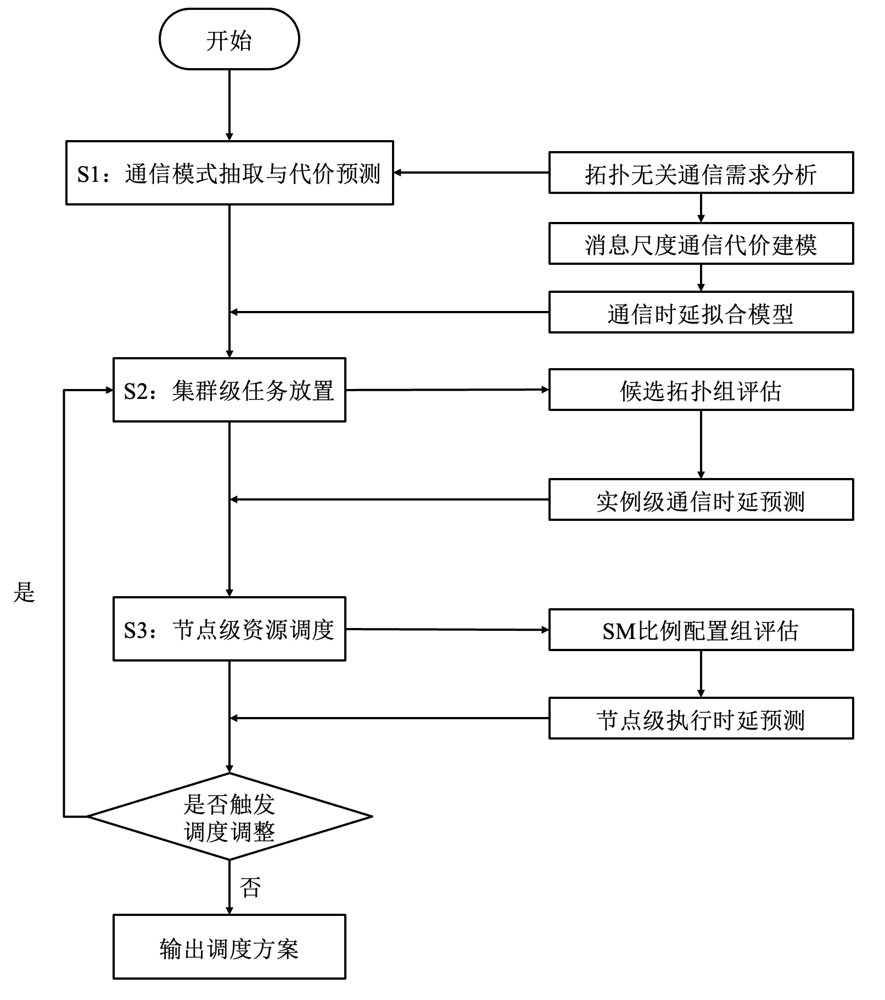 开始
S1：通信模式抽取与代价预测
拓扑无关通信需求分析
消息尺度通信代价建模
通信时延拟合模型
S2：集群级任务放置
候选拓扑组评估
实例级通信时延预测
是
S3：节点级资源调度
SM比例配置组评估
节点级执行时延预测
是否触发
调度调整
否
输出调度方案